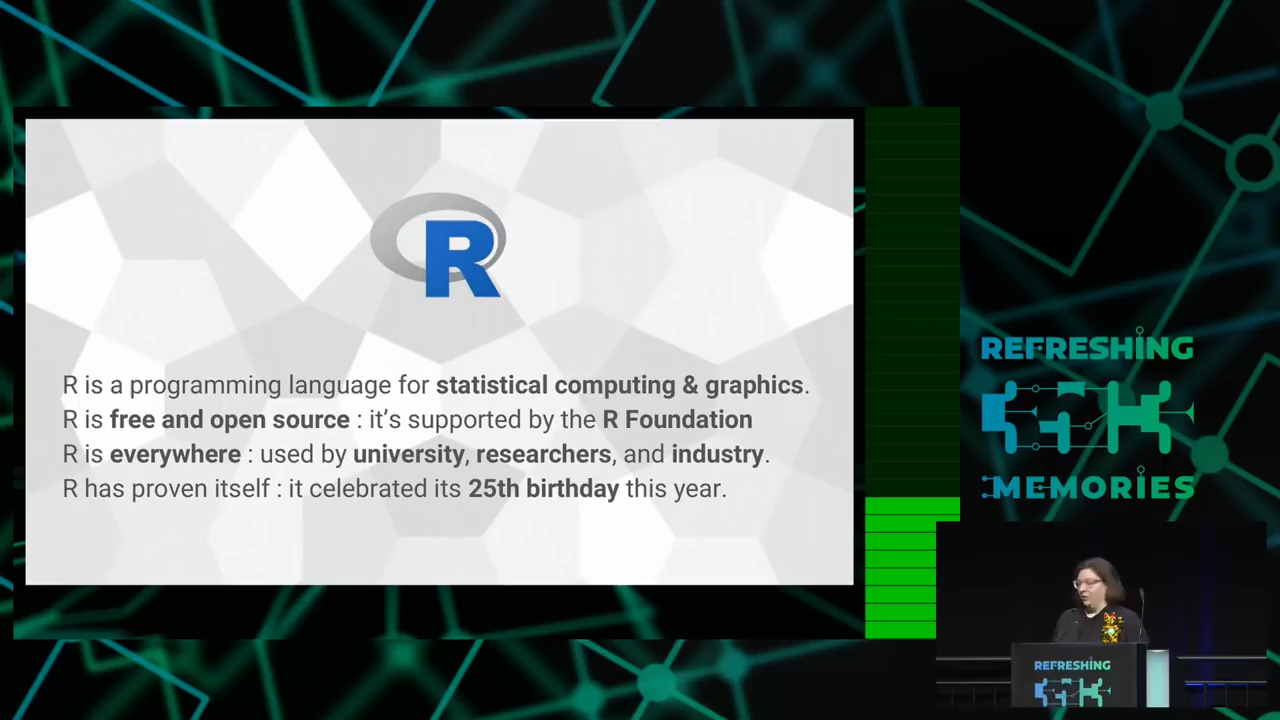 R
R is a programming language for statistical computing & graphics.
R is free and open source : it’s supported by the R Foundation
R is everywhere : used by university, researchers, and industry.
R has proven itself : it celebrated its 25th birthday this year.
REFRESHING
35K
MEMORIES
REFRESHING